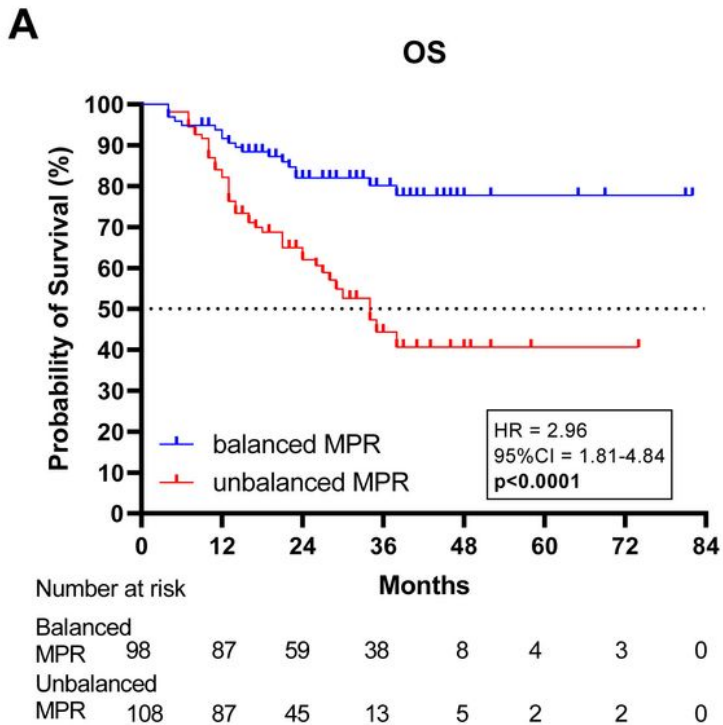 A
OS
Probability of Survival (%)
100
90
80
70
60
50
40
30
20
10
0
balanced MPR
unbalanced MPR
HR = 2.96
95%CI = 1.81-4.84
p<0.0001
0 12 24 36 48 60 72 84
Months
Number at risk
Balanced
MPR 98 87 59 38 8 4 3 0
Unbalanced
MPR 108 87 45 13 5 2 2 0